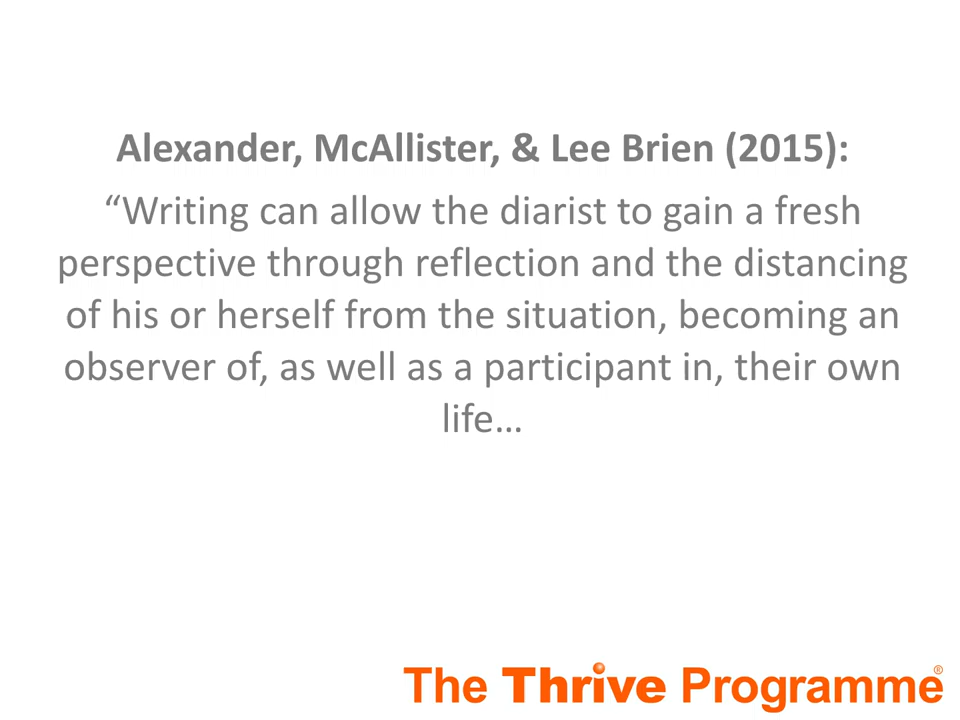 Alexander, McAllister, & Lee Brien (2015):
“Writing can allow the diarist to gain a fresh
perspective through reflection and the distancing
of his or herself from the situation, becoming an
observer of, as well as a participant in, their own
life…
The Thrive Programme®